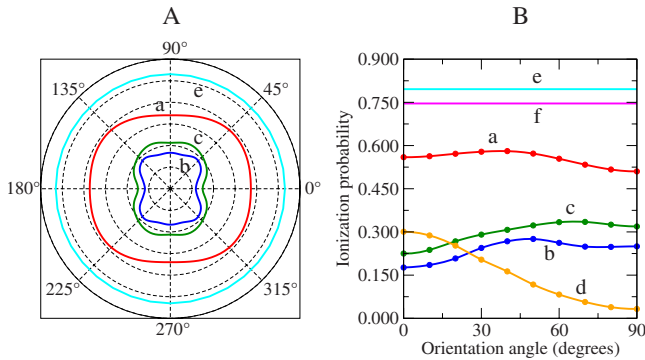 A
90°
135°
45°
e
a
c
b
180°
0°
225°
315°
270°
B
0.900
0.750
0.600
0.450
0.300
0.150
0.000
Ionization probability
e
f
a
c
b
d
0
30
60
90
Orientation angle (degrees)